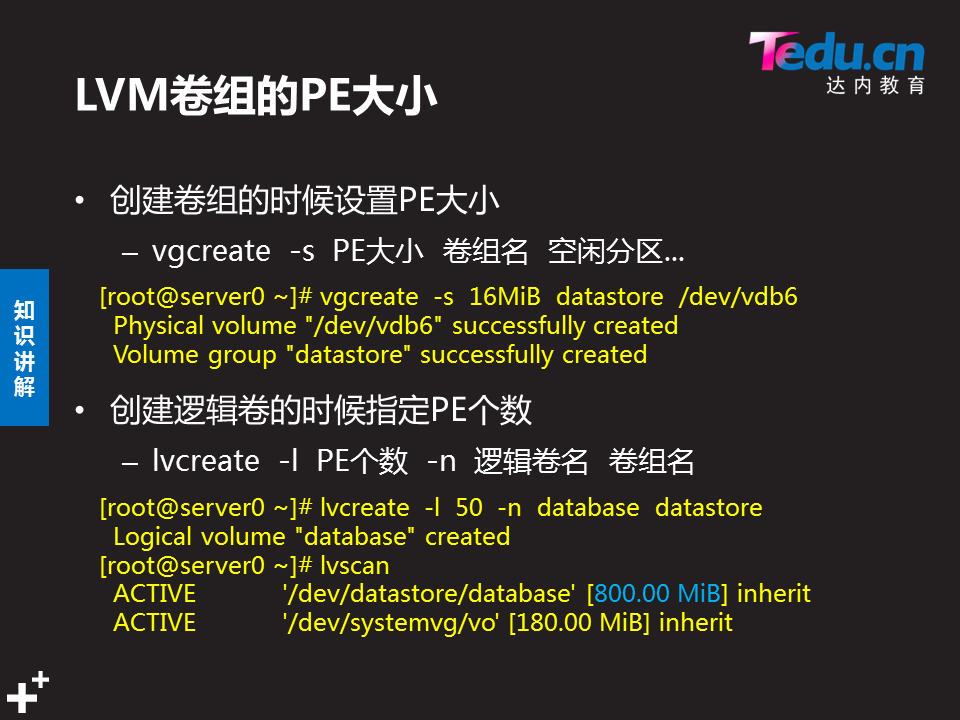 Tedu.cn
达内教育
LVM卷组的PE大小
• 创建卷组的时候设置PE大小
– vgcreate -s PE大小 卷组名 空闲分区...
[root@server0 ~]# vgcreate -s 16MiB datastore /dev/vdb6
Physical volume "/dev/vdb6" successfully created
Volume group "datastore" successfully created
知识讲解
• 创建逻辑卷的时候指定PE个数
– lvcreate -l PE个数 -n 逻辑卷名 卷组名
[root@server0 ~]# lvcreate -l 50 -n database datastore
Logical volume "database" created
[root@server0 ~]# lvscan
ACTIVE '/dev/datastore/database' [800.00 MiB] inherit
ACTIVE '/dev/systemvg/vo' [180.00 MiB] inherit